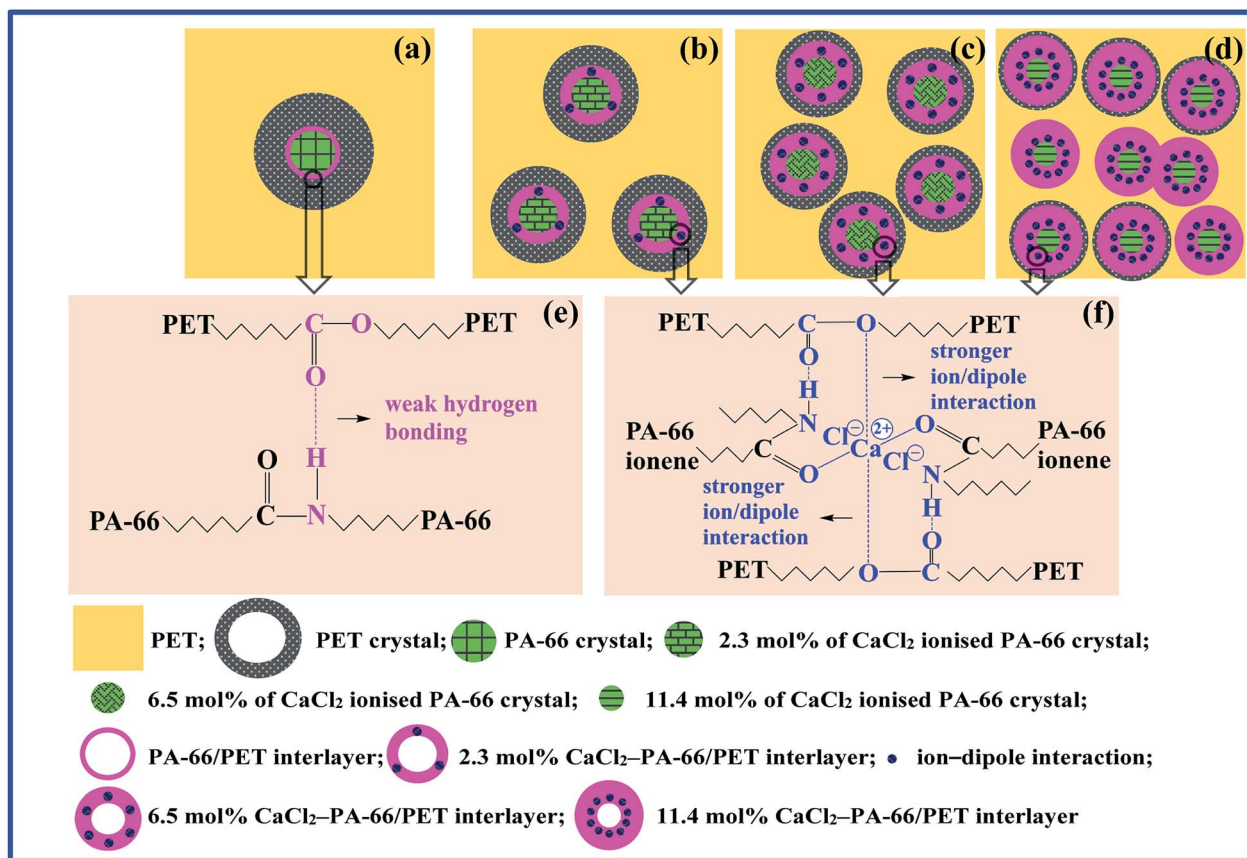 (a)
(b)
(c)
(d)
(e)
PET C O PET
O
weak hydrogen
bonding
O H
PA-66 C N PA-66
(f)
PET C O PET
O
stronger
ion/dipole
interaction
H
N
Cl⊖ 2+ O
PA-66
ionene
C Ca C
PA-66
ionene
O Cl⊖
N
stronger
ion/dipole
interaction
H
O
PET O C PET
PET; PET crystal; PA-66 crystal; 2.3 mol% of CaCl₂ ionised PA-66 crystal;
6.5 mol% of CaCl₂ ionised PA-66 crystal; 11.4 mol% of CaCl₂ ionised PA-66 crystal;
PA-66/PET interlayer; 2.3 mol% CaCl₂–PA-66/PET interlayer; ion–dipole interaction;
6.5 mol% CaCl₂–PA-66/PET interlayer; 11.4 mol% CaCl₂–PA-66/PET interlayer